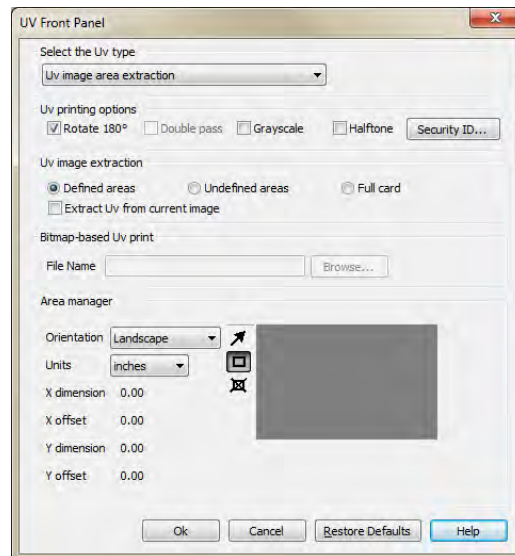 UV Front Panel
Select the Uv type
Uv image area extraction
Uv printing options
Rotate 180° Double pass Grayscale Halftone Security ID...
Uv image extraction
Defined areas Undefined areas Full card
Extract Uv from current image
Bitmap-based Uv print
File Name Browse...
Area manager
Orientation Landscape
Units inches
X dimension 0.00
X offset 0.00
Y dimension 0.00
Y offset 0.00
Ok Cancel Restore Defaults Help